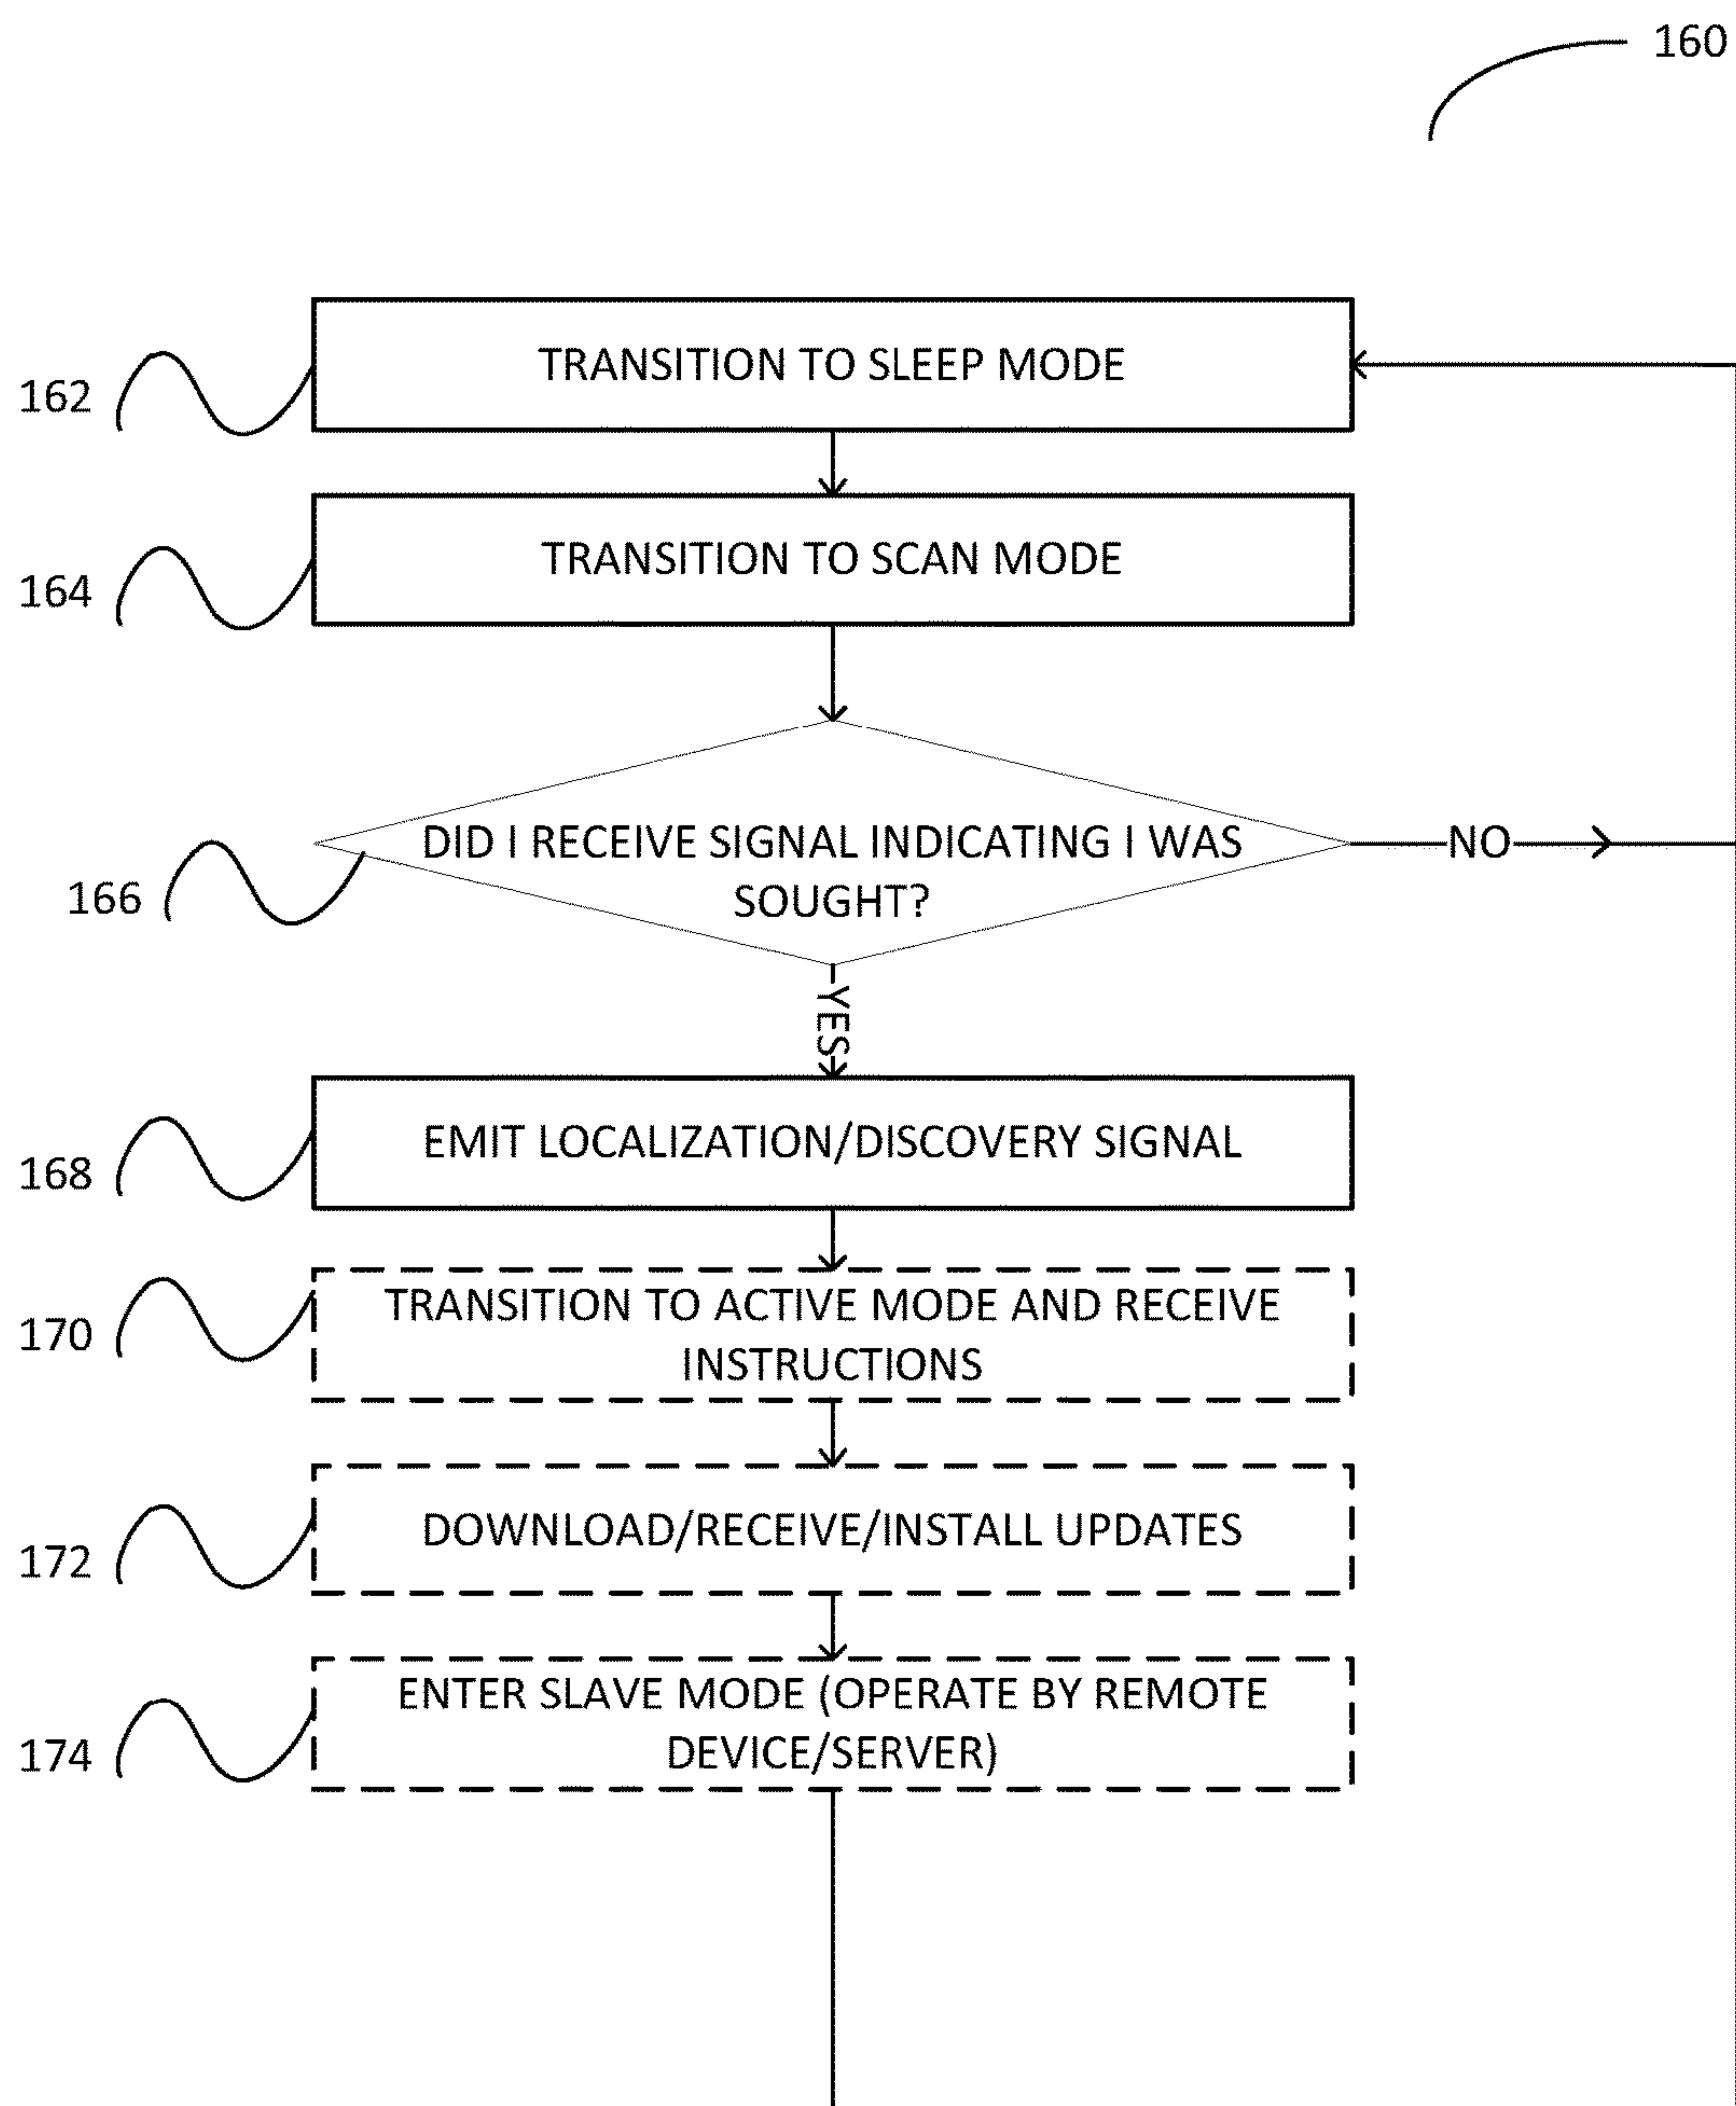 160
TRANSITION TO SLEEP MODE
162
TRANSITION TO SCAN MODE
164
DID I RECEIVE SIGNAL INDICATING I WAS
SOUGHT?
NO
166
YES
EMIT LOCALIZATION/DISCOVERY SIGNAL
168
TRANSITION TO ACTIVE MODE AND RECEIVE
INSTRUCTIONS
170
DOWNLOAD/RECEIVE/INSTALL UPDATES
172
ENTER SLAVE MODE (OPERATE BY REMOTE
DEVICE/SERVER)
174